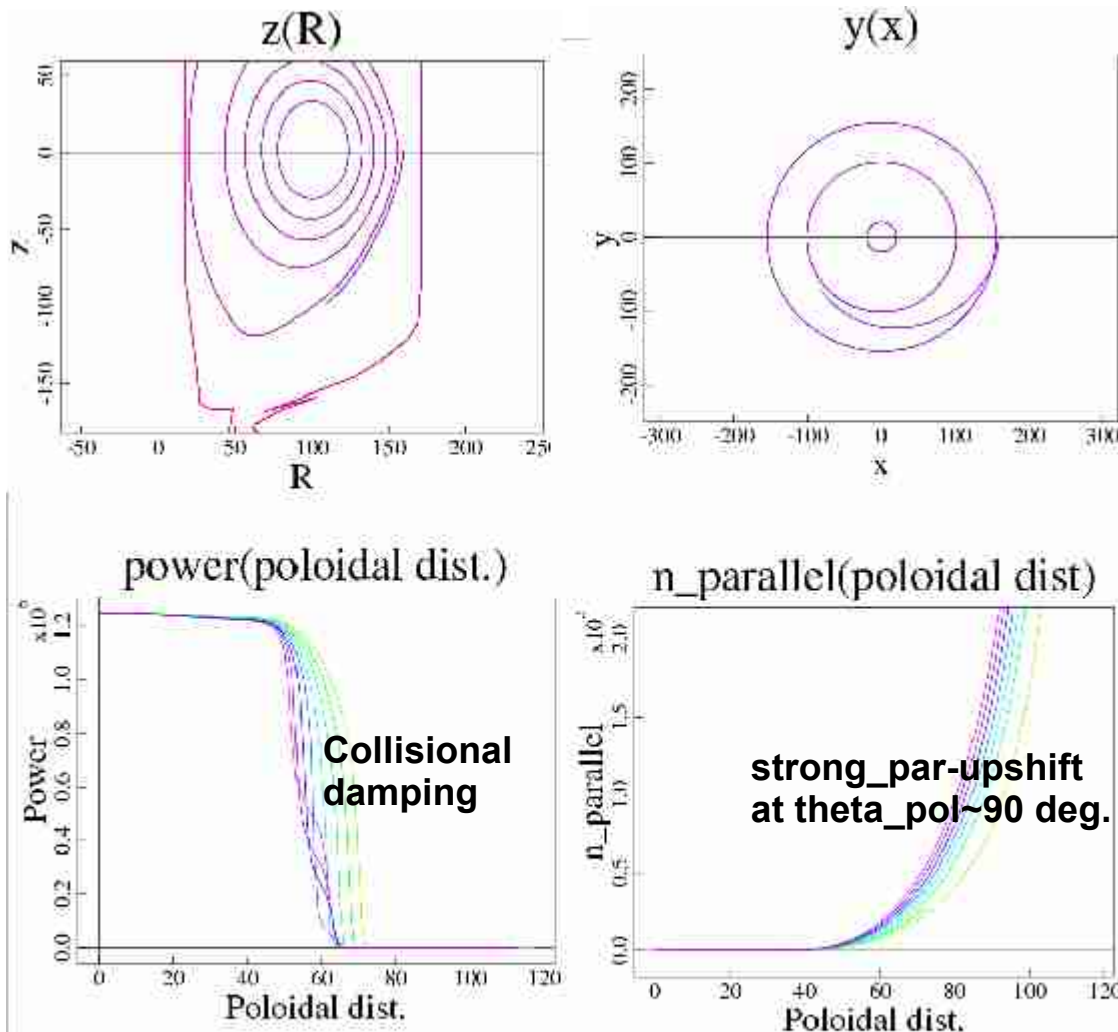 z(R)
y(x)
50
0
-50
-100
-150
z
-50 0 50 100 150 200 250
R
200
100
0
-100
-200
y
-300 -200 -100 0 100 200 300
x
power(poloidal dist.)
n_parallel(poloidal dist)
1.2
1.0
0.8
0.6
0.4
0.2
0.0
Power
Collisional
damping
0 20 40 60 80 100 120
Poloidal dist.
2.0
1.5
1.0
0.5
0.0
n_parallel
strong_par-upshift
at theta_pol~90 deg.
0 20 40 60 80 100 120
Poloidal dist.